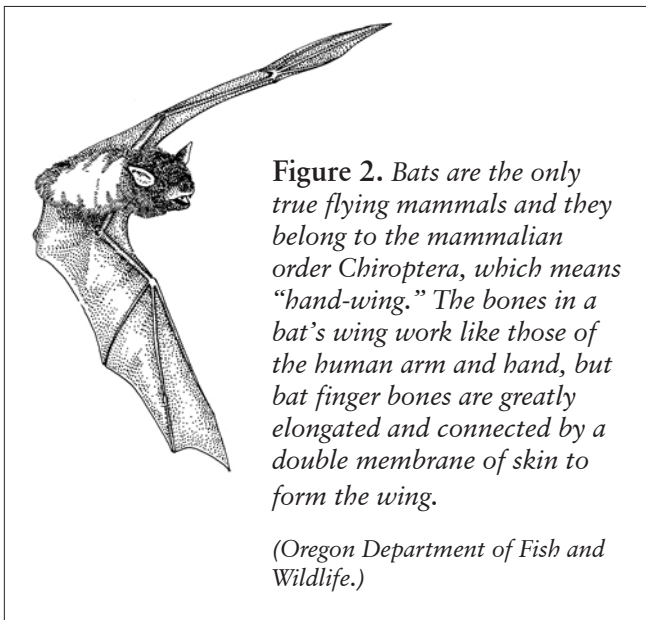 Figure 2. Bats are the only
true flying mammals and they
belong to the mammalian
order Chiroptera, which means
“hand-wing.” The bones in a
bat’s wing work like those of
the human arm and hand, but
bat finger bones are greatly
elongated and connected by a
double membrane of skin to
form the wing.
(Oregon Department of Fish and
Wildlife.)